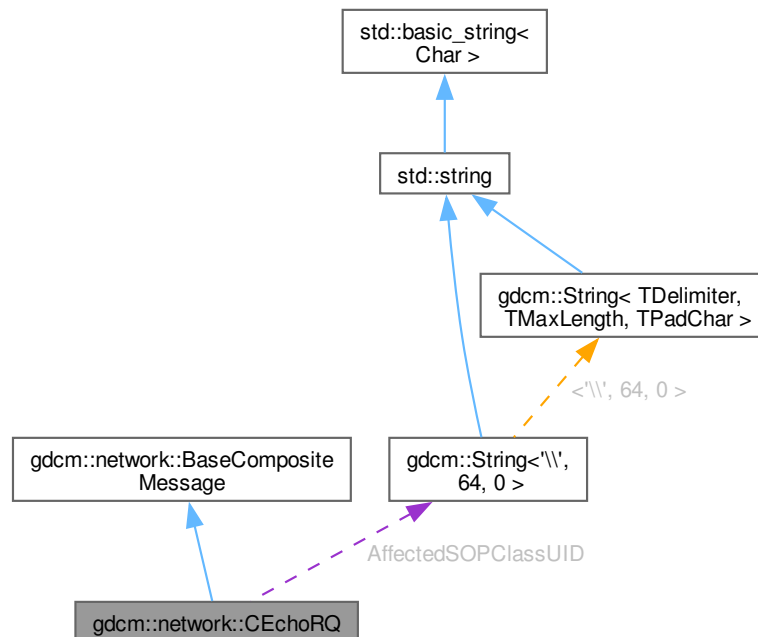 std::basic_string<
Char >
std::string
gdcm::String< TDelimiter,
TMaxLength, TPadChar >
<'\\', 64, 0 >
gdcm::network::BaseComposite
Message
gdcm::String<'\\',
64, 0 >
AffectedSOPClassUID
gdcm::network::CEchoRQ